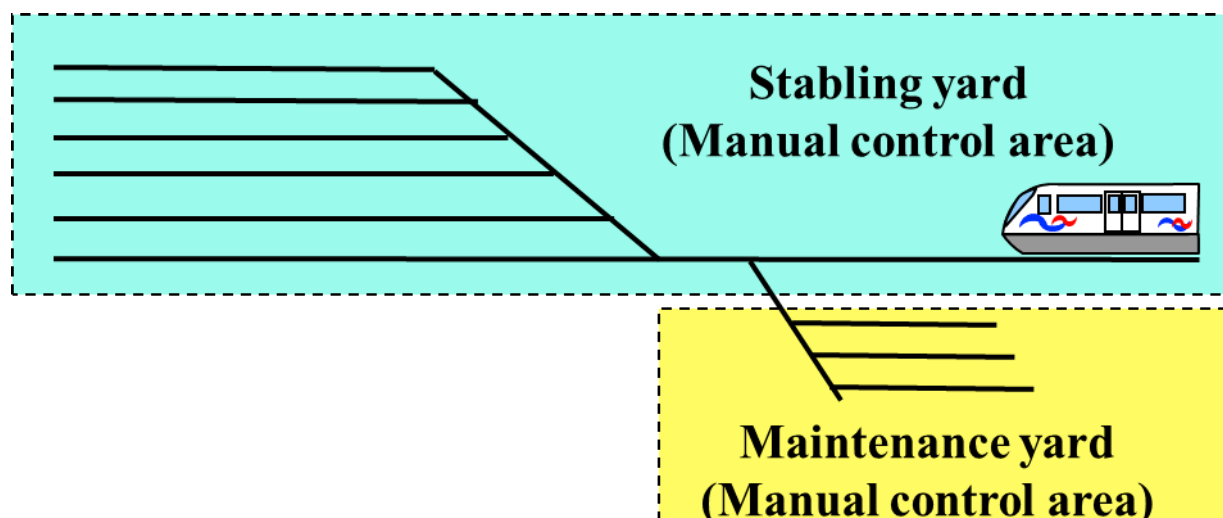 Stabling yard
(Manual control area)
Maintenance yard
(Manual control area)